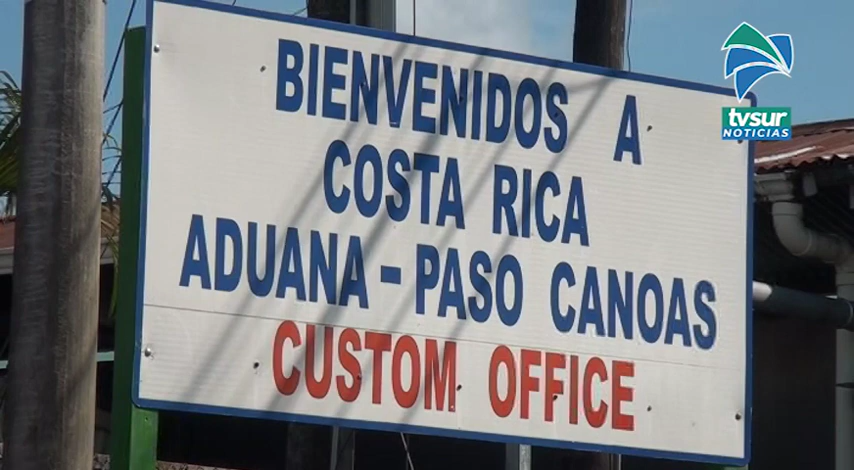 BIENVENIDOS A
COSTA RICA
ADUANA - PASO CANOAS
CUSTOM OFFICE
tvsur
NOTICIAS